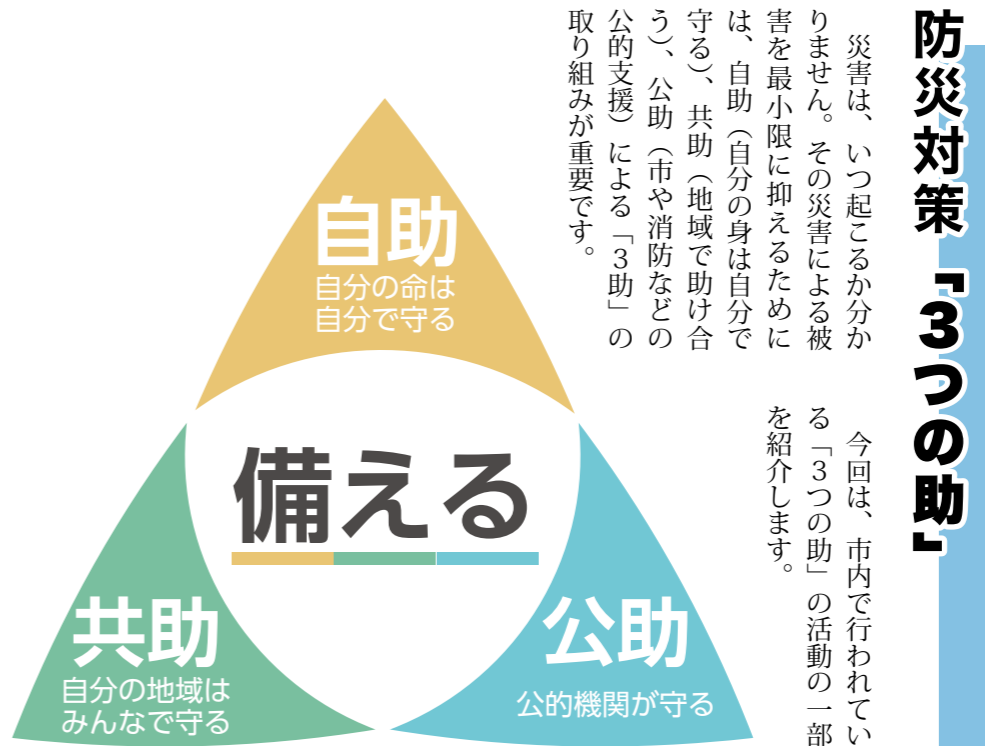 防災対策「3つの助」
災害は、いつ起こるか分か
りません。その災害による被
害を最小限に抑えるために
は、自助（自分の身は自分で
守る）、共助（地域で助け合
う）、公助（市や消防などの
公的支援）による「3助」の
取り組みが重要です。
今回は、市内で行われてい
る「3つの助」の活動の一部
を紹介します。
自助
自分の命は
自分で守る
備える
共助
自分の地域は
みんなで守る
公助
公的機関が守る